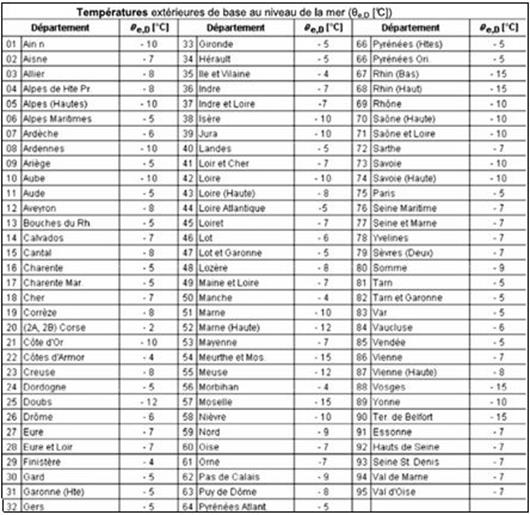 Températures extérieures de base au niveau de la mer (θe,D [°C])
Département θe,D [°C] Département θe,D [°C] Département θe,D [°C]
01 Ain n - 10 33 Gironde - 5 66 Pyrénées (Htes) - 5
02 Aisne - 7 34 Hérault - 5 66 Pyrénées Ori. - 5
03 Allier - 8 35 Ile et Vilaine - 4 67 Rhin (Bas) - 15
04 Alpes de Hte Pr - 8 36 Indre - 7 68 Rhin (Haut) - 15
05 Alpes (Hautes) - 10 37 Indre et Loire -7 69 Rhône - 10
06 Alpes Maritimes - 5 38 Isère - 10 70 Saône (Haute) - 10
07 Ardèche - 6 39 Jura - 10 71 Saône et Loire - 10
08 Ardennes - 10 40 Landes - 5 72 Sarthe - 7
09 Ariège - 5 41 Loir et Cher - 7 73 Savoie - 10
10 Aube - 10 42 Loire - 10 74 Savoie (Haute) - 10
11 Aude - 5 43 Loire (Haute) - 8 75 Paris - 5
12 Aveyron - 8 44 Loire Atlantique - 5 76 Seine Maritime - 7
13 Bouches du Rh - 5 45 Loiret - 7 77 Seine et Marne - 7
14 Calvados - 7 46 Lot - 6 78 Yvelines - 7
15 Cantal - 8 47 Lot et Garonne - 5 79 Sèvres (Deux) - 7
16 Charente - 5 48 Lozère - 8 80 Somme - 9
17 Charente Mar. - 5 49 Maine et Loire - 7 81 Tarn - 5
18 Cher - 7 50 Manche - 4 82 Tarn et Garonne - 5
19 Corrèze - 8 51 Marne - 10 83 Var - 5
20 (2A, 2B) Corse - 2 52 Marne (Haute) - 12 84 Vaucluse - 6
21 Côte d'Or - 10 53 Mayenne - 7 85 Vendée - 5
22 Côtes d'Armor - 4 54 Meurthe et Mos. - 15 86 Vienne - 7
23 Creuse - 8 55 Meuse - 12 87 Vienne (Haute) - 8
24 Dordogne - 5 56 Morbihan - 4 88 Vosges - 15
25 Doubs - 12 57 Moselle - 15 89 Yonne - 10
26 Drôme - 6 58 Nièvre - 10 90 Ter. de Belfort - 15
27 Eure - 7 59 Nord - 9 91 Essonne - 7
28 Eure et Loir - 7 60 Oise - 7 92 Hauts de Seine - 7
29 Finistère - 4 61 Orne -7 93 Seine St. Denis - 7
30 Gard - 5 62 Pas de Calais - 9 94 Val de Marne - 7
31 Garonne (Hte) - 5 63 Puy de Dôme - 8 95 Val d'Oise - 7
32 Gers - 5 64 Pyrénées Atlant - 5